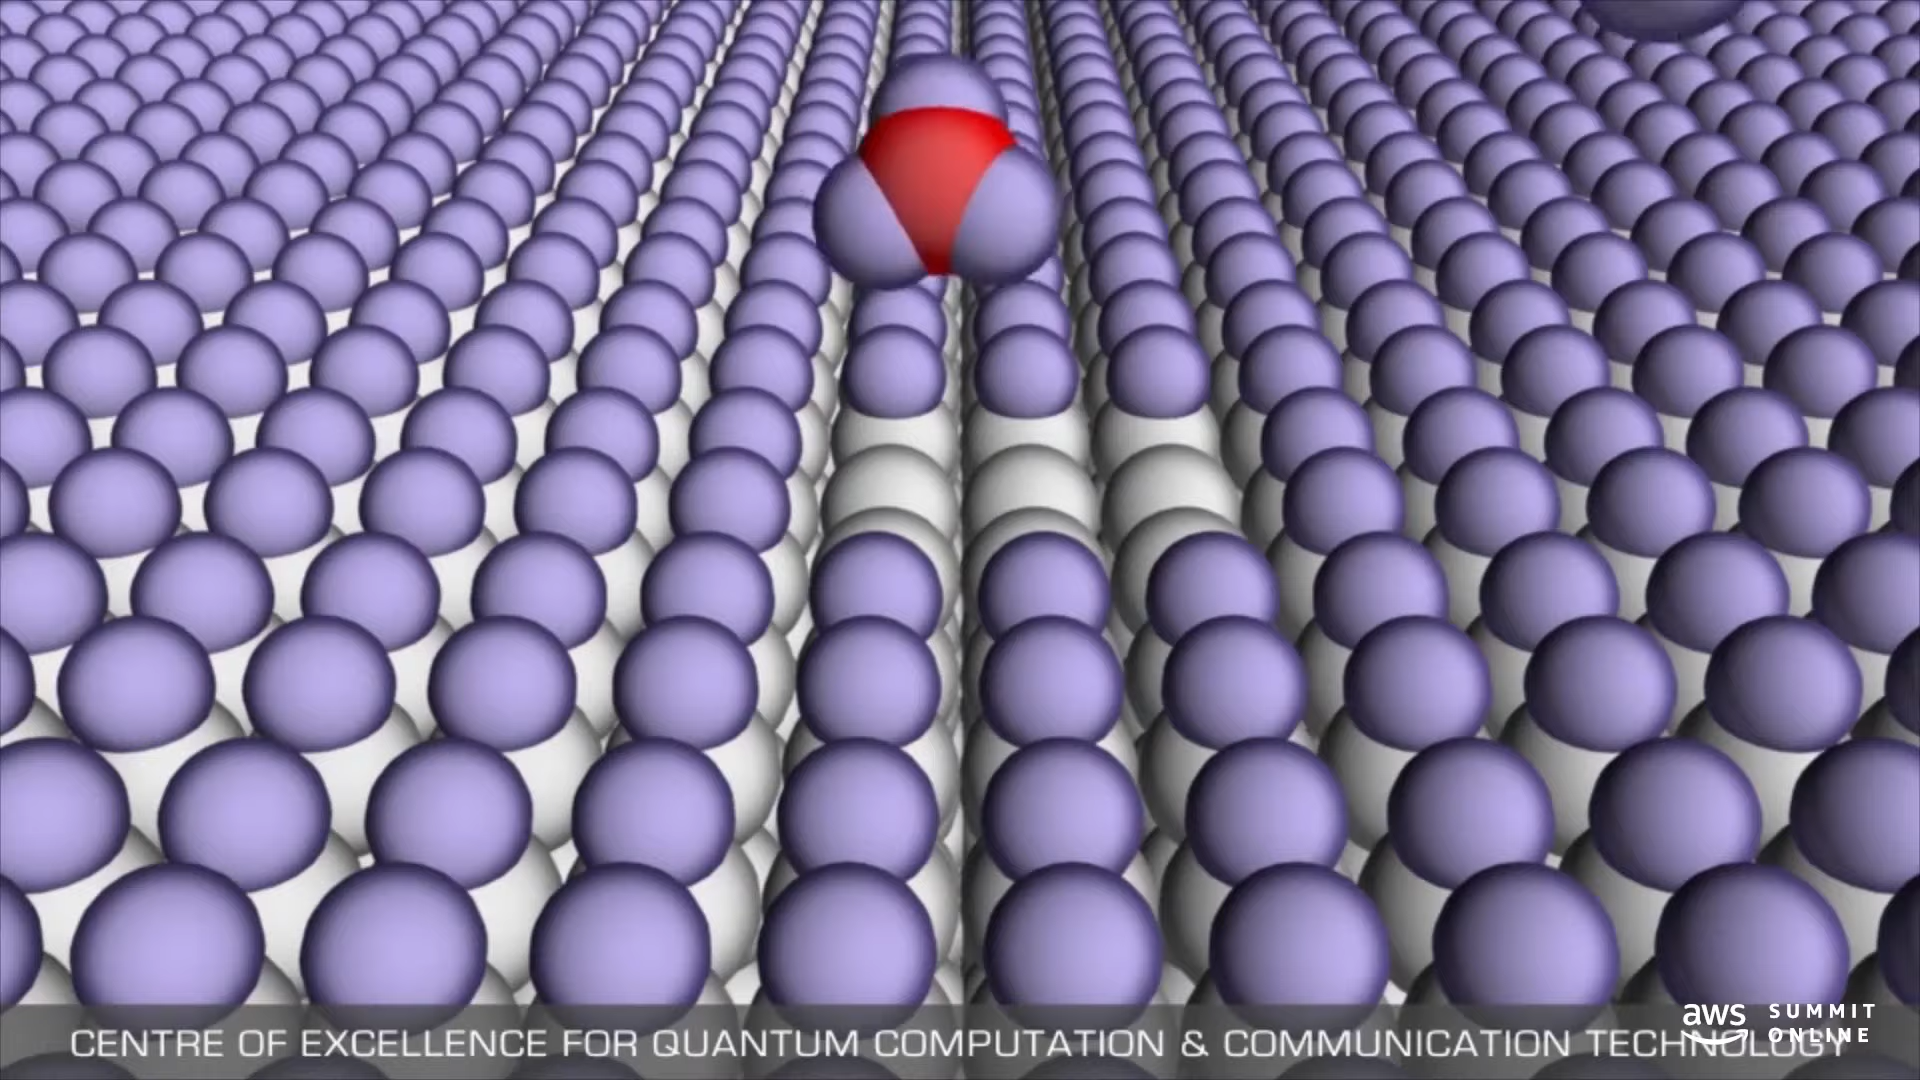 CENTRE OF EXCELLENCE FOR QUANTUM COMPUTATION & COMMUNICATION TECHNOLOGY
aws SUMMIT
ONLINE